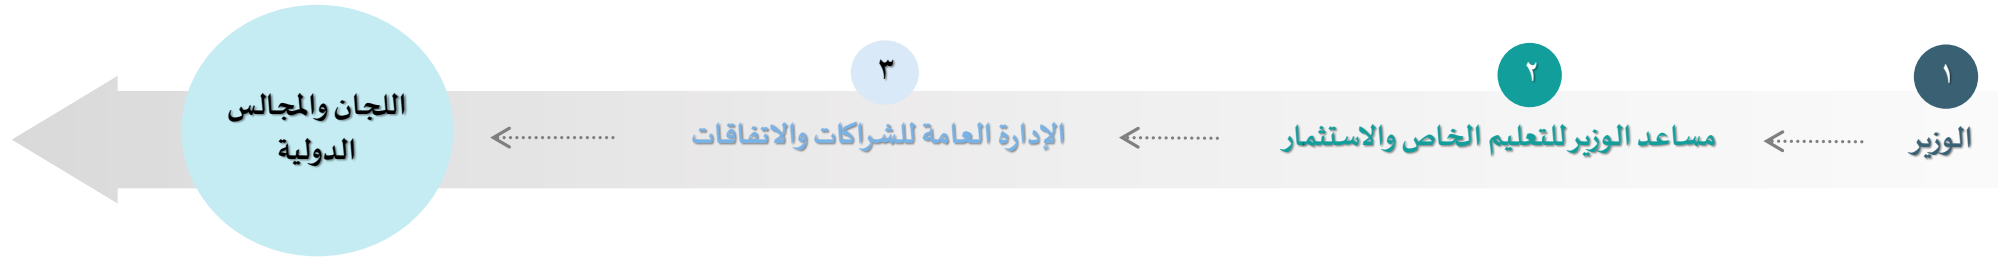 ١
الوزير
٢
مساعد الوزير للتعليم الخاص والاستثمار
٣
الإدارة العامة للشراكات والاتفاقات
اللجان والمجالس
الدولية